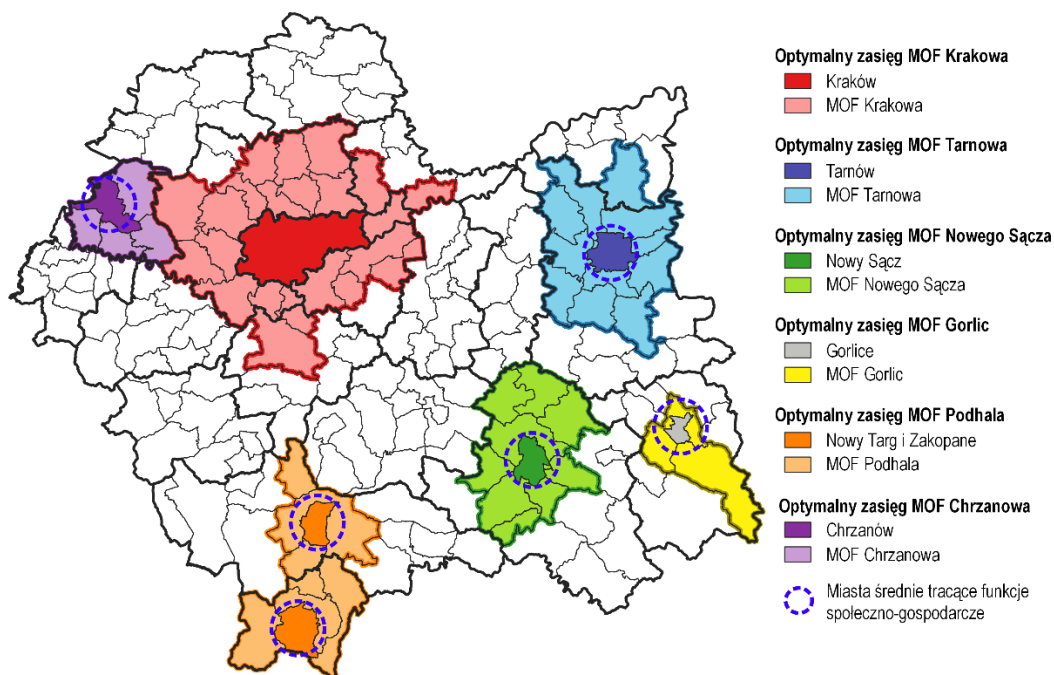 Optymalny zasięg MOF Krakowa
Kraków
MOF Krakowa
Optymalny zasięg MOF Tarnowa
Tarnów
MOF Tarnowa
Optymalny zasięg MOF Nowego Sącza
Nowy Sącz
MOF Nowego Sącza
Optymalny zasięg MOF Gorlic
Gorlice
MOF Gorlic
Optymalny zasięg MOF Podhala
Nowy Targ i Zakopane
MOF Podhala
Optymalny zasięg MOF Chrzanowa
Chrzanów
MOF Chrzanowa
Miasta średnie tracące funkcje
społeczno-gospodarcze